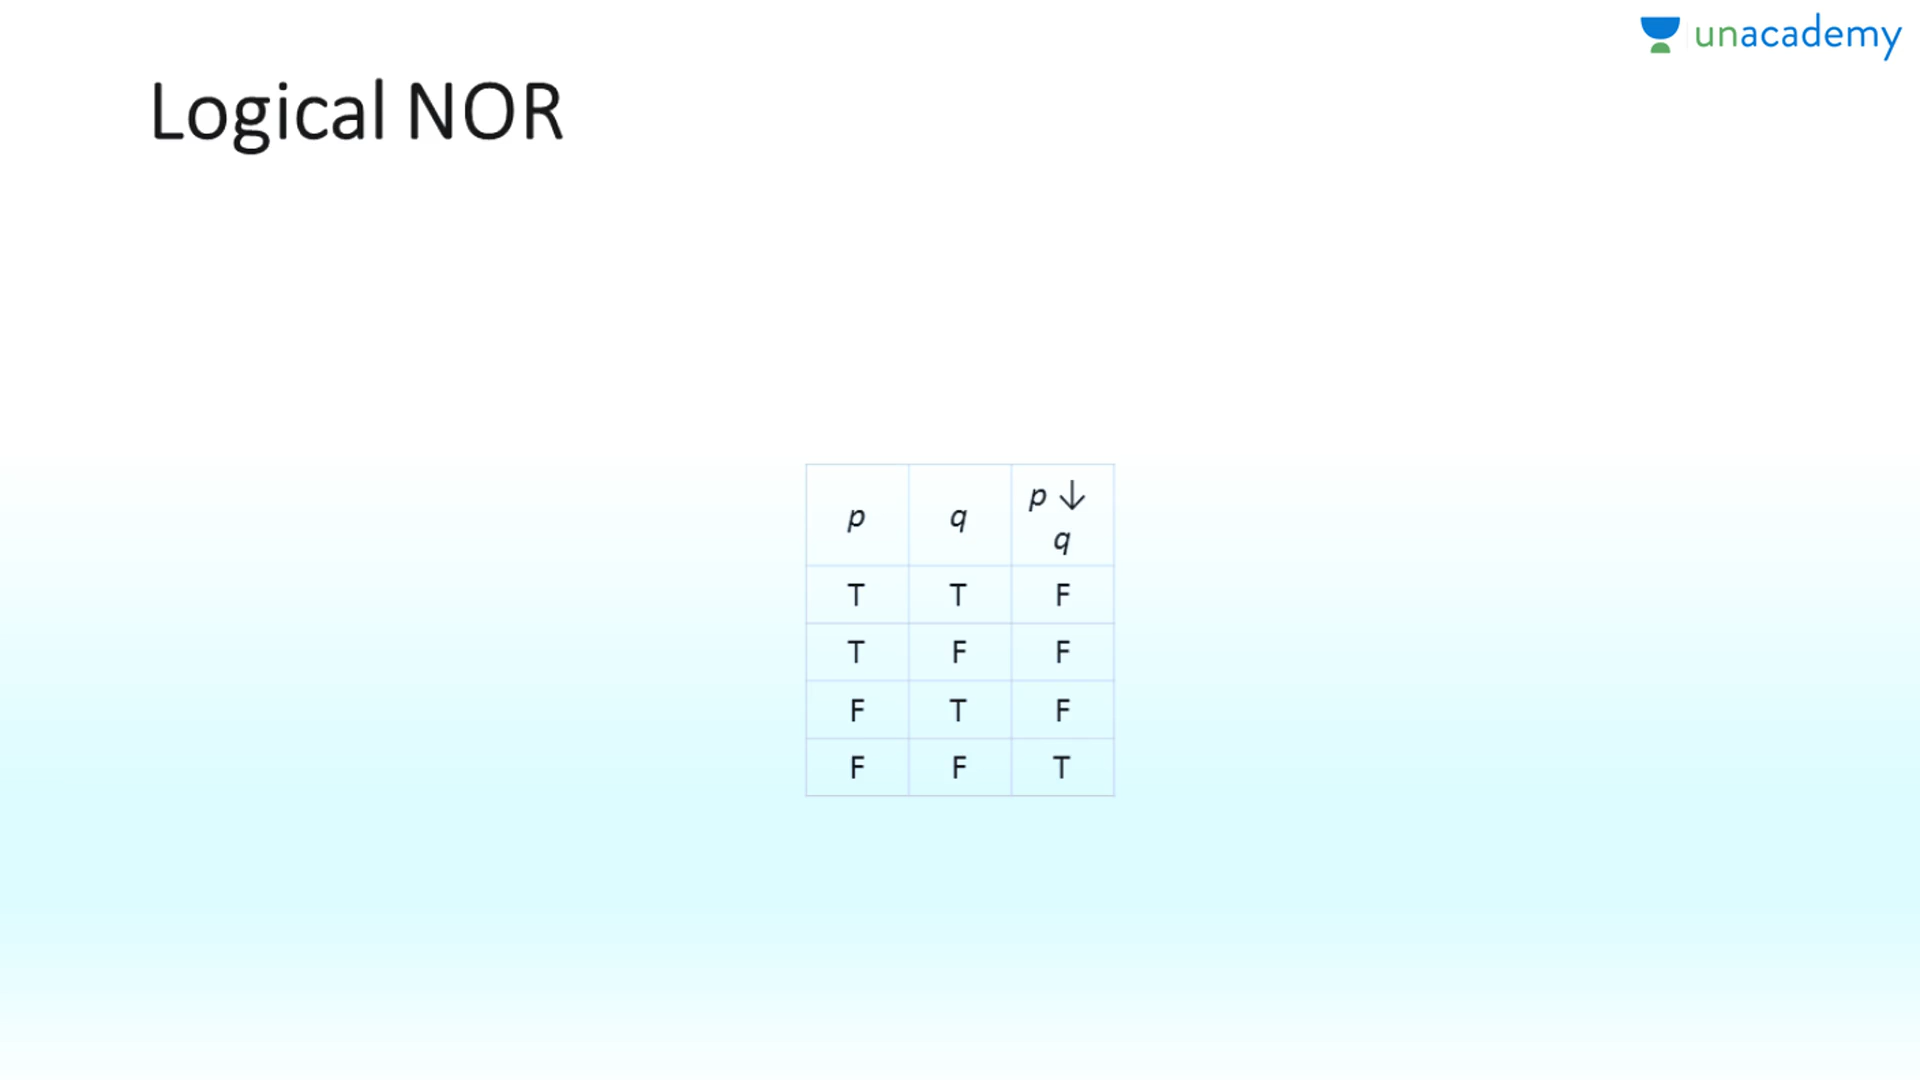 unacademy
Logical NOR
p q p ↓ q
T T F
T F F
F T F
F F T